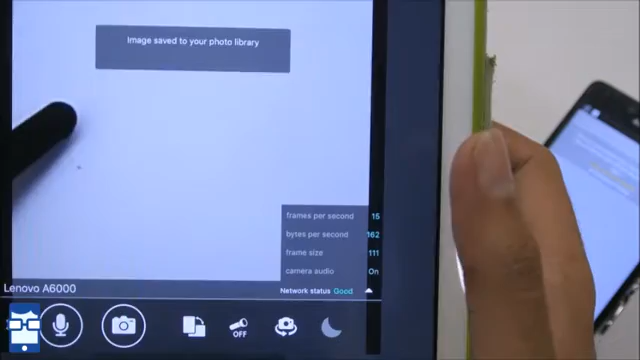 Image saved to your photo library
frames per second 15
bytes per second 162
frame size 111
camera audio On
Lenovo A6000
Network status Good
OFF